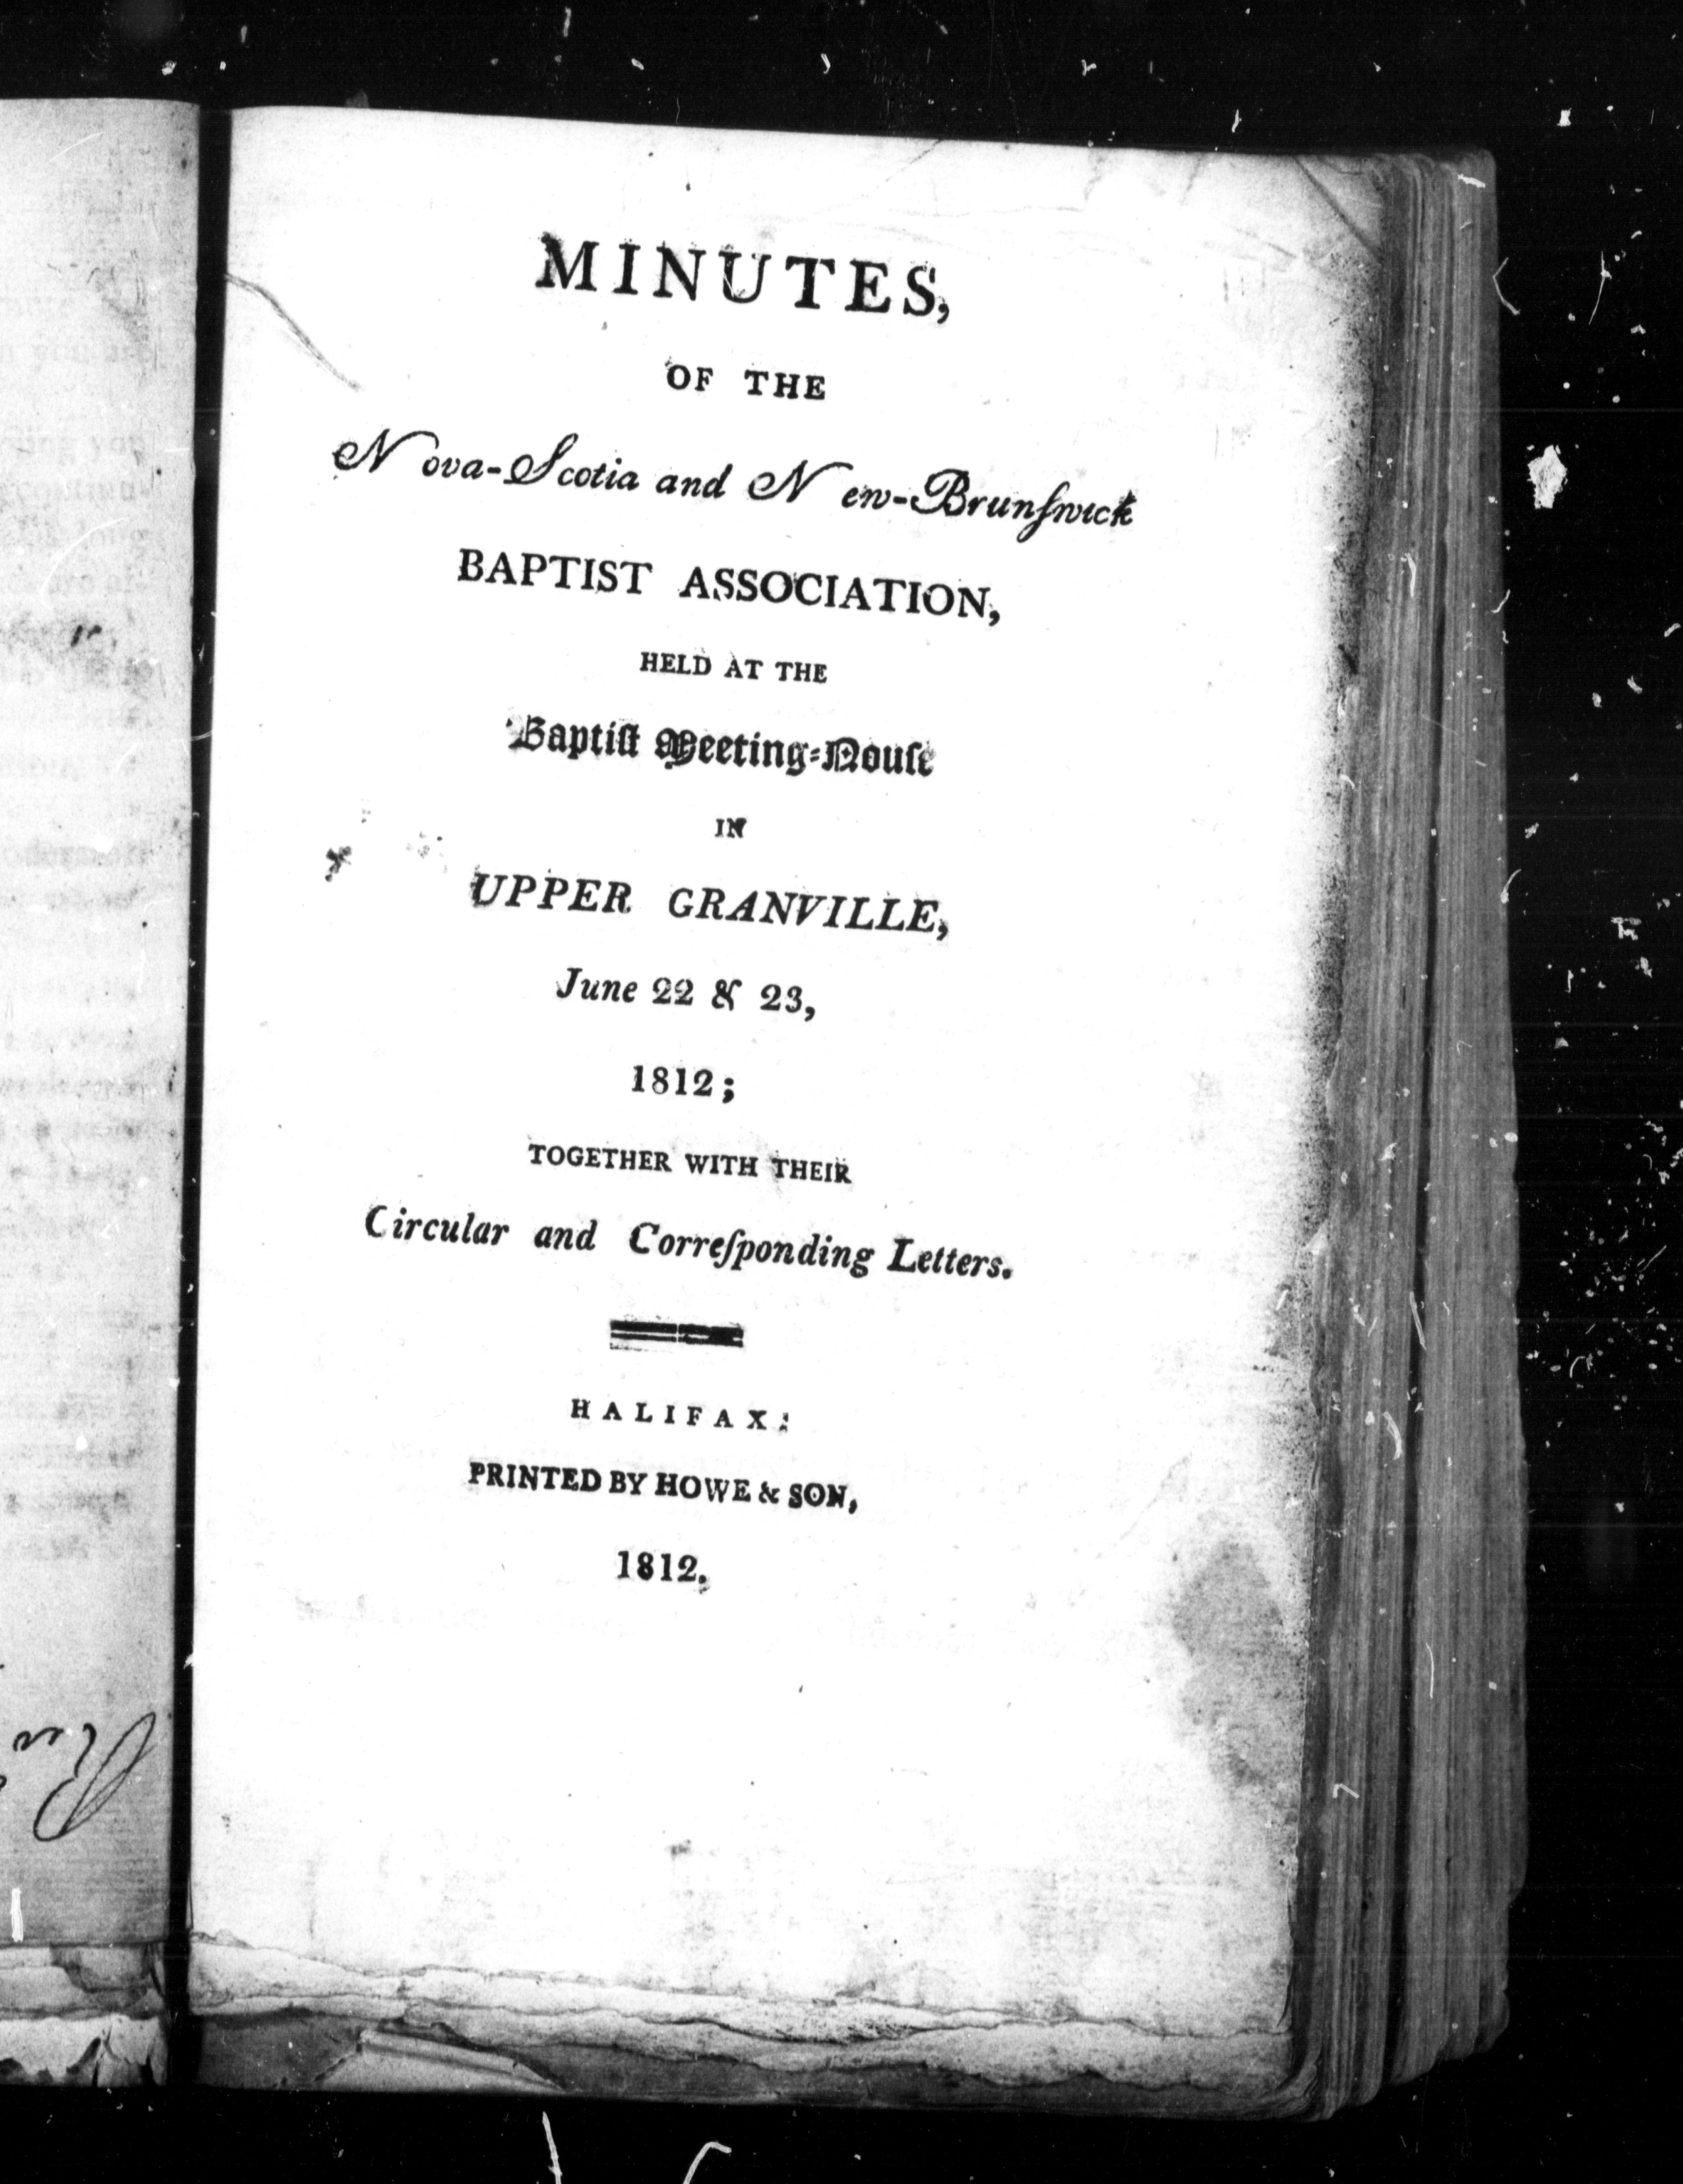 MINUTES,
OF THE
Nova-Scotia and New-Brunſwick
BAPTIST ASSOCIATION,
HELD AT THE
Baptiſt Meeting-Houſe
IN
UPPER GRANVILLE,
June 22 & 23,
1812;
TOGETHER WITH THEIR
Circular and Correſponding Letters.
HALIFAX:
PRINTED BY HOWE & SON,
1812.